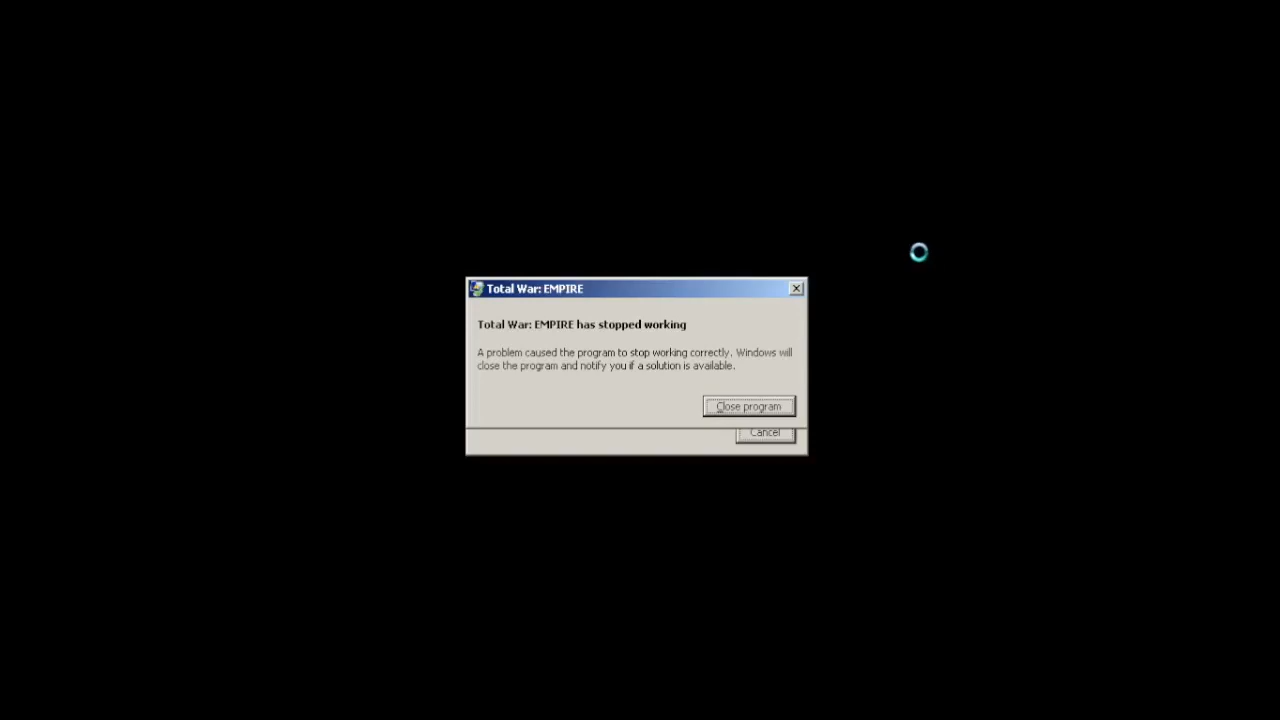 Total War: EMPIRE
Total War: EMPIRE has stopped working
A problem caused the program to stop working correctly. Windows will
close the program and notify you if a solution is available.
Close program
Cancel